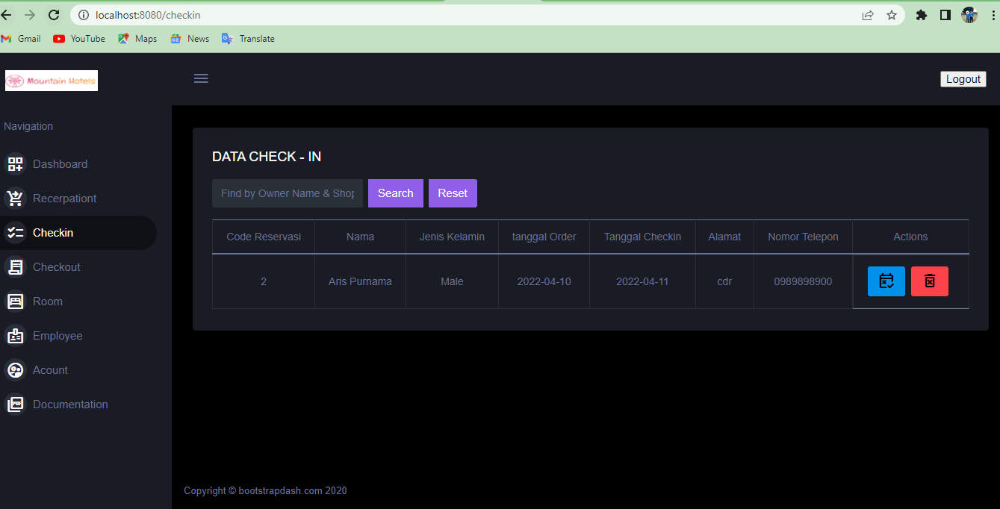 localhost:8080/checkin
Gmail YouTube Maps News Translate
Mountain Hotels
Logout
Navigation
Dashboard
Recerpationt
Checkin
Checkout
Room
Employee
Acount
PDF Documentation
DATA CHECK - IN
Find by Owner Name & Shop Search Reset
Code Reservasi Nama Jenis Kelamin tanggal Order Tanggal Checkin Alamat Nomor Telepon Actions
2 Aris Purnama Male 2022-04-10 2022-04-11 cdr 0989898900
Copyright © bootstrapdash.com 2020